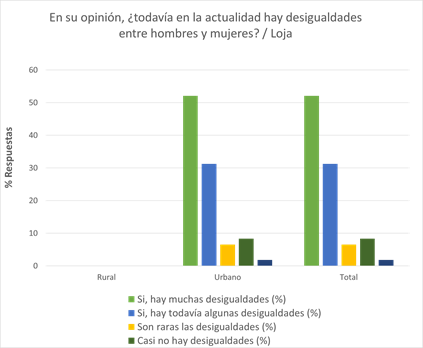 En su opinión, ¿todavía en la actualidad hay desigualdades
entre hombres y mujeres? / Loja
% Respuestas
60
50
40
30
20
10
0
Rural
Urbano
Total
Si, hay muchas desigualdades (%)
Si, hay todavía algunas desigualdades (%)
Son raras las desigualdades (%)
Casi no hay desigualdades (%)